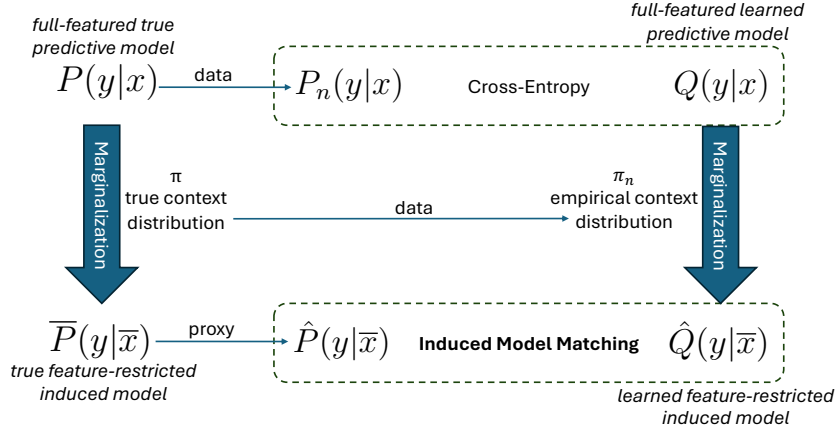 full-featured true
predictive model
full-featured learned
predictive model
P(y|x)
data
Pₙ(y|x)
Cross-Entropy
Q(y|x)
Marginalization
π
true context
distribution
data
πₙ
empirical context
distribution
Marginalization
P̅(y|x̅)
proxy
P̂(y|x̅)
Induced Model Matching
Q̂(y|x̅)
true feature-restricted
induced model
learned feature-restricted
induced model